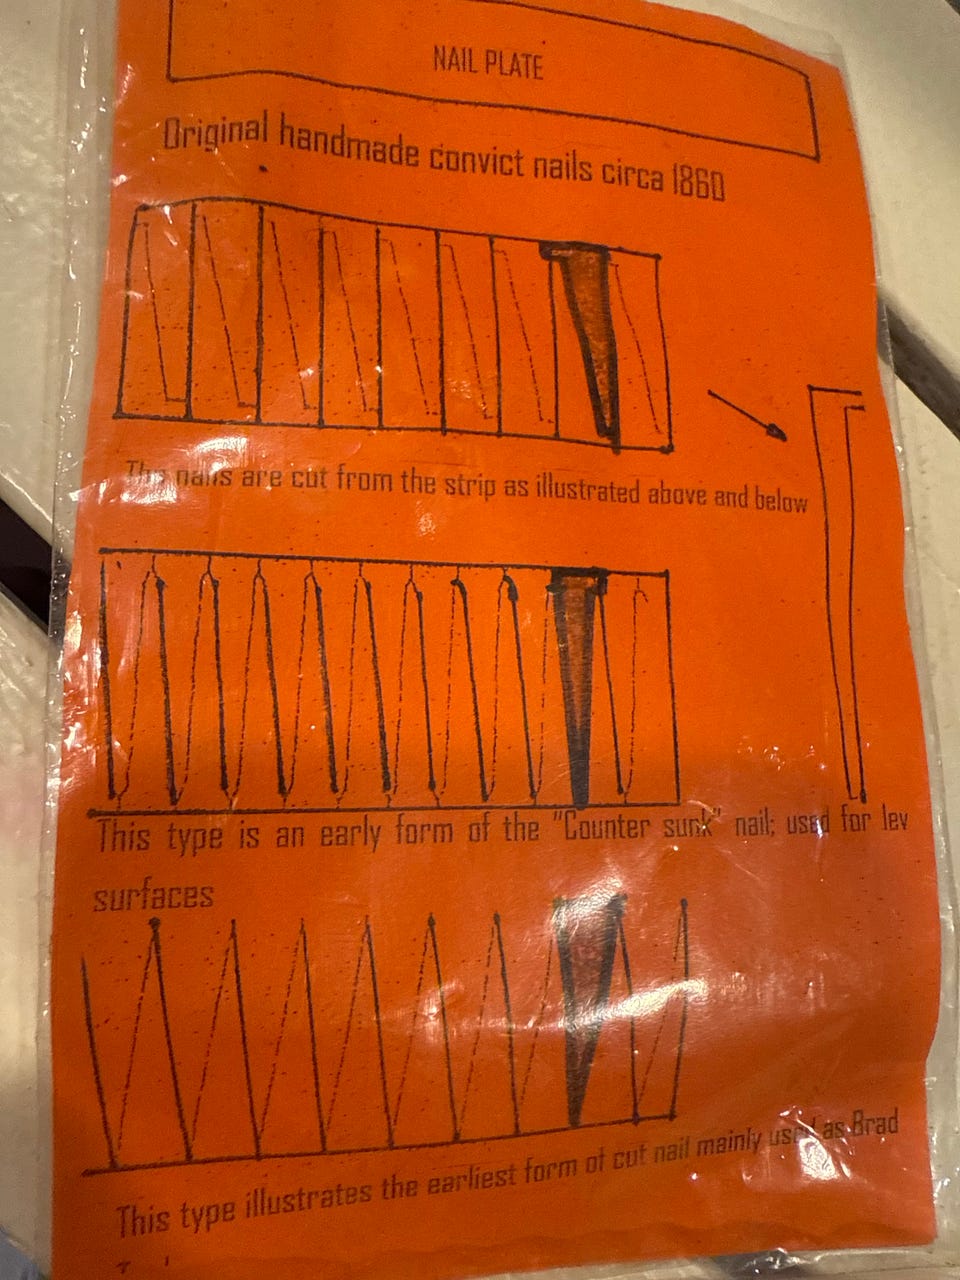 NAIL PLATE
Original handmade convict nails circa 1860
The nails are cut from the strip as illustrated above and below
This type is an early form of the "Counter sunk" nail; used for lev
surfaces
This type illustrates the earliest form of cut nail mainly used as Brad